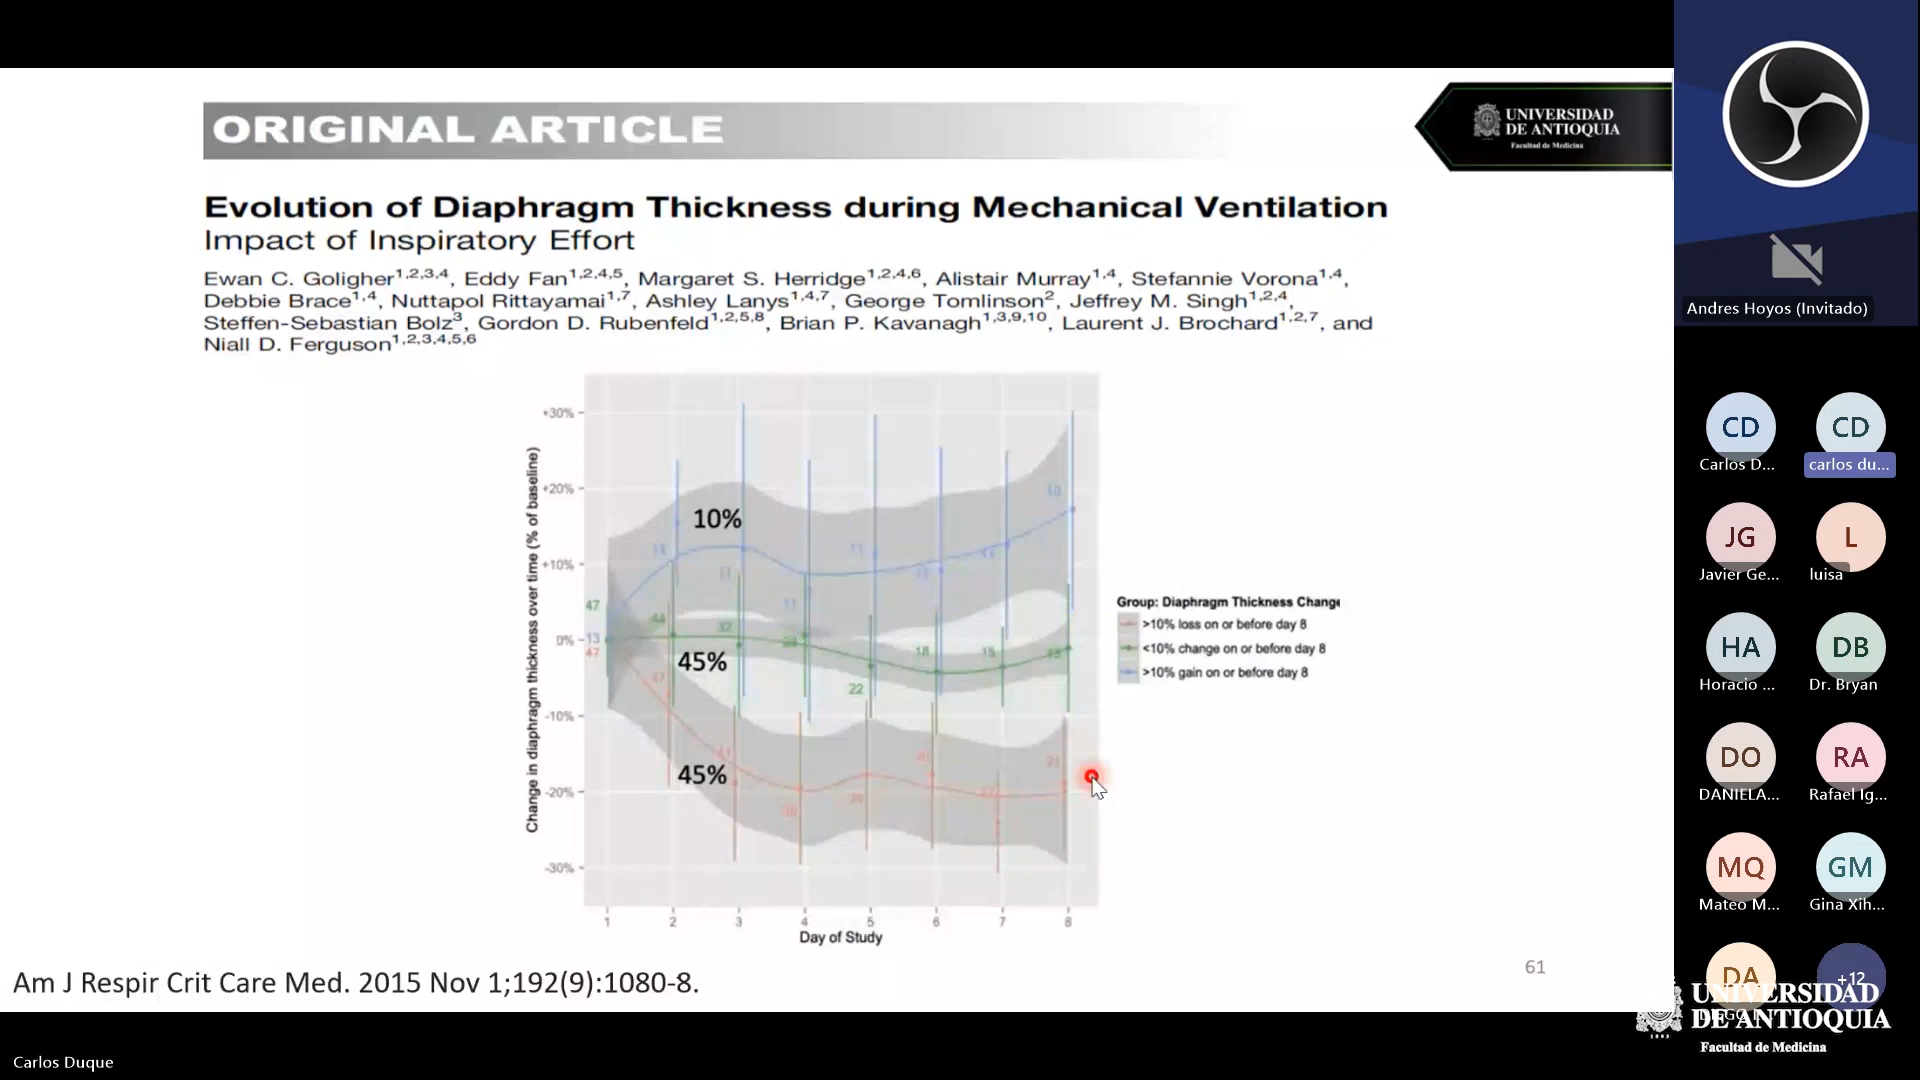 ORIGINAL ARTICLE
UNIVERSIDAD
DE ANTIOQUIA
Facultad de Medicina
Evolution of Diaphragm Thickness during Mechanical Ventilation
Impact of Inspiratory Effort
Ewan C. Goligher1,2,3,4, Eddy Fan1,2,4,5, Margaret S. Herridge1,2,4,6, Alistair Murray1,4, Stefannie Vorona1,4,
Debbie Brace1,4, Nuttapol Rittayamai1,7, Ashley Lanys1,4,7, George Tomlinson2, Jeffrey M. Singh1,2,4,
Steffen-Sebastian Bolz3, Gordon D. Rubenfeld1,2,5,8, Brian P. Kavanagh1,3,9,10, Laurent J. Brochard1,2,7, and
Niall D. Ferguson1,2,3,4,5,6
Change in diaphragm thickness over time (% of baseline)
+30%
+20%
+10%
0%
-10%
-20%
-30%
10%
45%
45%
47
13
47
44
32
22
18
15
10
1
2
3
4
5
6
7
8
Day of Study
Group: Diaphragm Thickness Change
>10% loss on or before day 8
<10% change on or before day 8
>10% gain on or before day 8
Am J Respir Crit Care Med. 2015 Nov 1;192(9):1080-8.
61
Carlos Duque
Andres Hoyos (Invitado)
CD
CD
Carlos D...
carlos du...
JG
L
Javier Ge...
luisa
HA
DB
Horacio ...
Dr. Bryan
DO
RA
DANIELA...
Rafael Ig...
MQ
GM
Mateo M...
Gina Xih...
DA
+12
UNIVERSIDAD
DE ANTIOQUIA
Facultad de Medicina